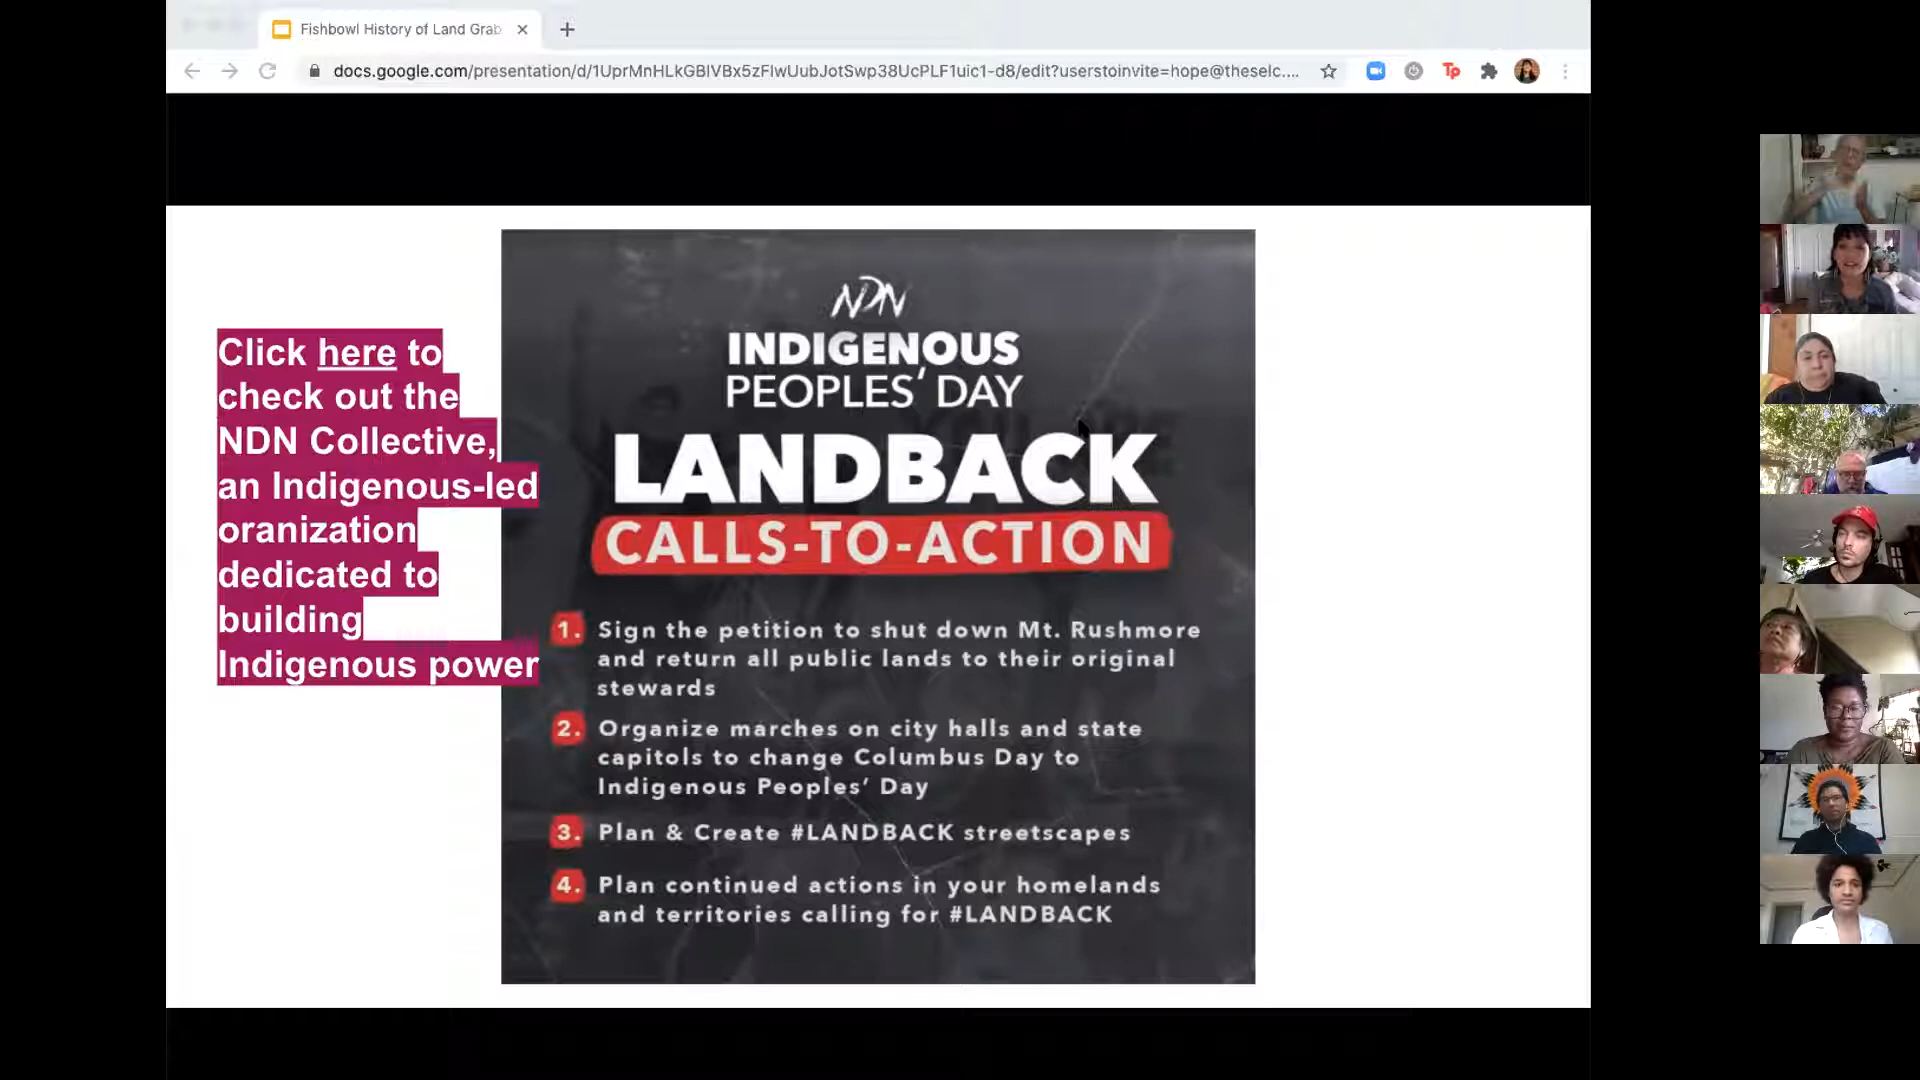 Fishbowl History of Land Grab
docs.google.com/presentation/d/1UprMnHLkGBIVBx5zFlwUubJotSwp38UcPLF1uic1-d8/edit?userstoinvite=hope@theselc....
Tp
Click here to
check out the
NDN Collective,
an Indigenous-led
oranization
dedicated to
building
Indigenous power
NDN
INDIGENOUS
PEOPLES' DAY
LANDBACK
CALLS-TO-ACTION
1. Sign the petition to shut down Mt. Rushmore
and return all public lands to their original
stewards
2. Organize marches on city halls and state
capitols to change Columbus Day to
Indigenous Peoples' Day
3. Plan & Create #LANDBACK streetscapes
4. Plan continued actions in your homelands
and territories calling for #LANDBACK